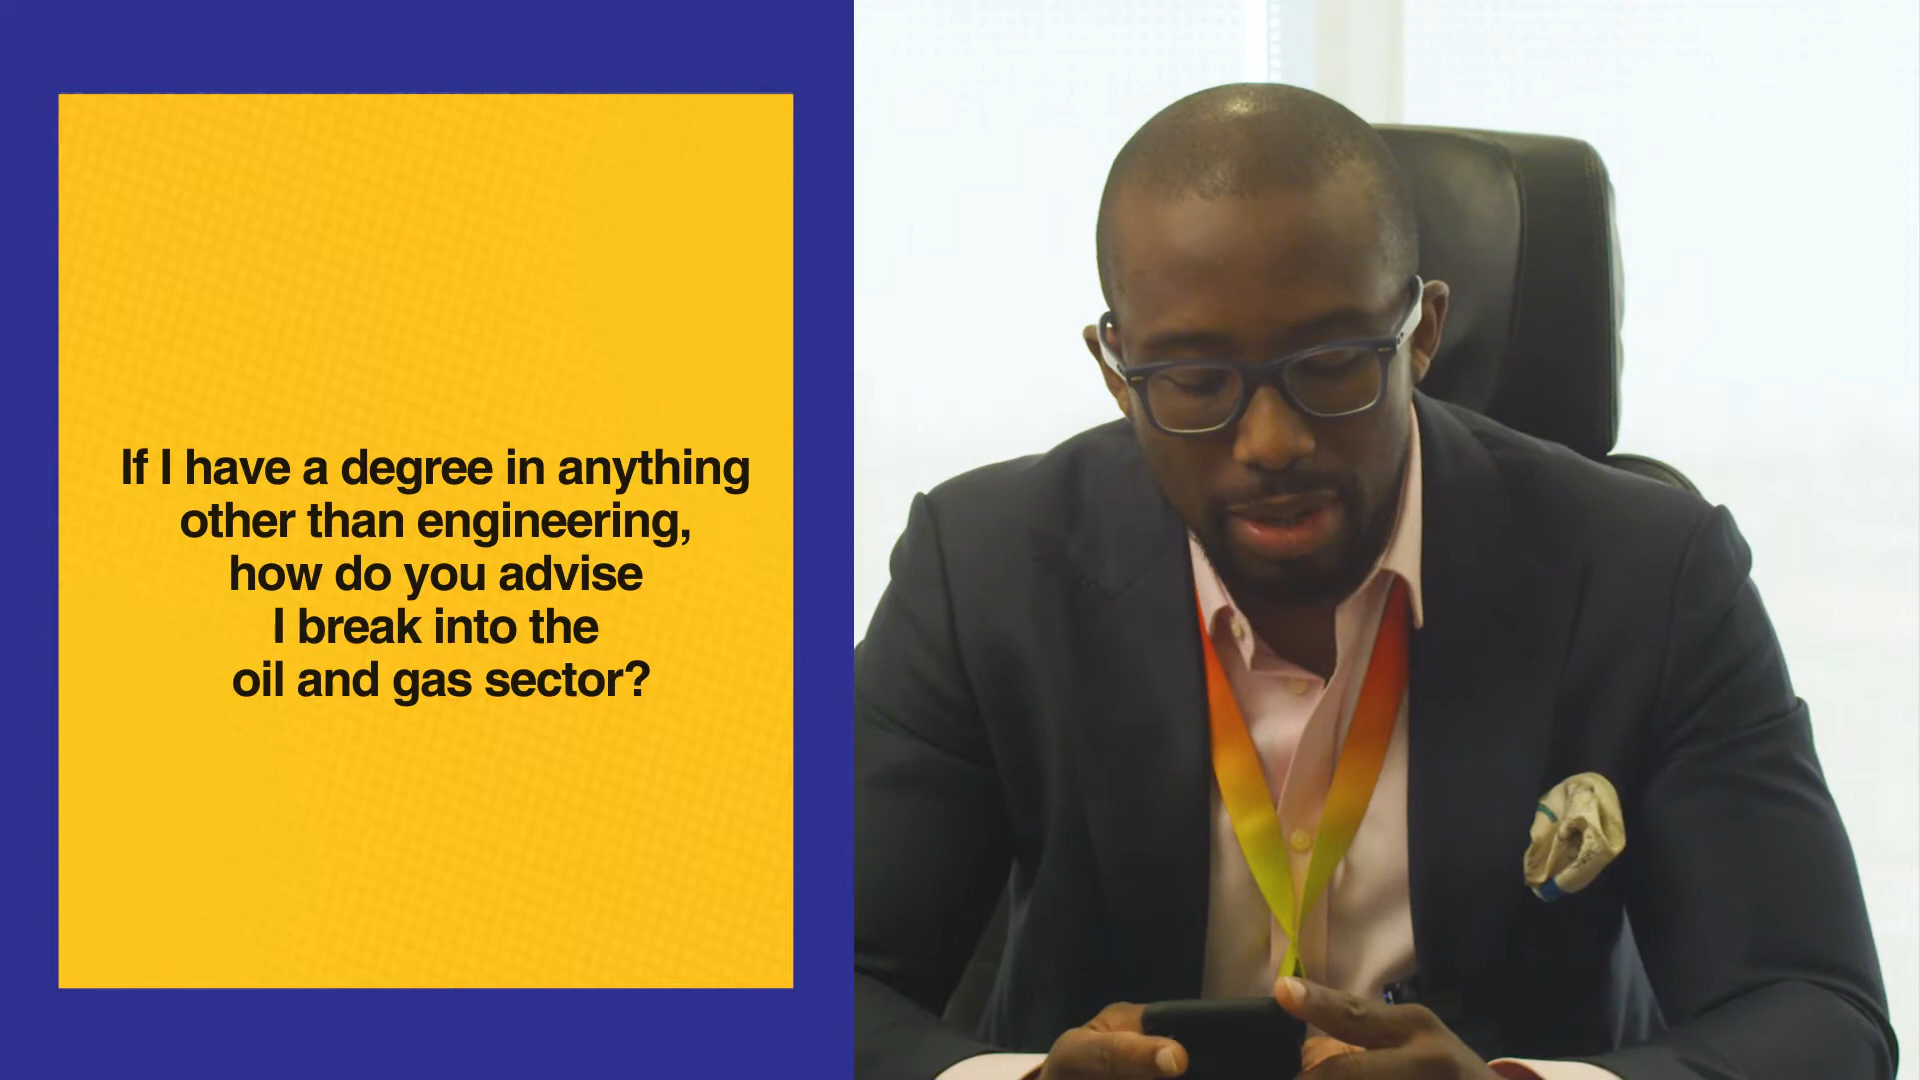 If I have a degree in anything
other than engineering,
how do you advise
I break into the
oil and gas sector?